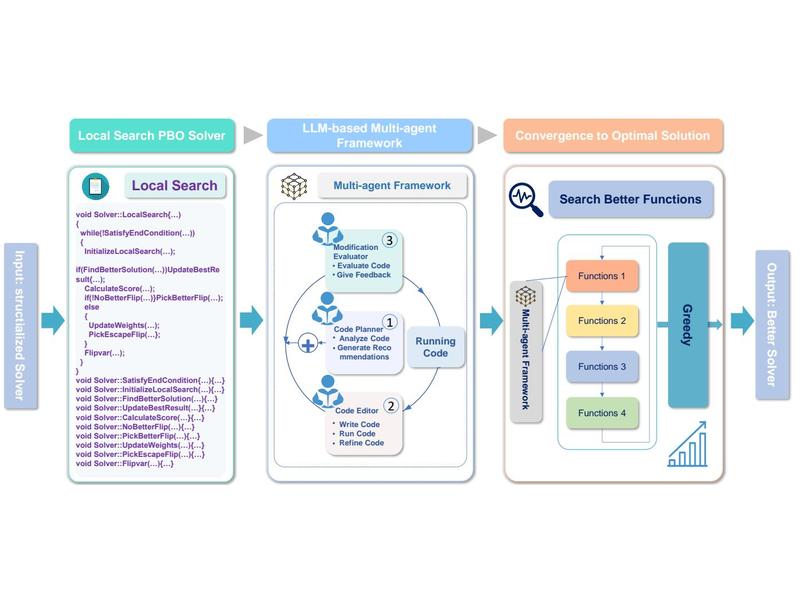 Local Search PBO Solver
LLM-based Multi-agent
Framework
Convergence to Optimal Solution
Input: structialized Solver
Local Search
void Solver::LocalSearch{…)
{
while(!SatisfyEndCondition(…))
{
InitializeLocalSearch(…);
if(FindBetterSolution(…))UpdateBestRe
sult(…);
CalculateScore(…);
if(!NoBetterFlip(…)}PickBetterFlip(…);
else
{
UpdateWeights(…);
PickEscapeFlip(…);
}
Flipvar(…);
}
}
void Solver::SatisfyEndCondition{…}{…}
void Solver::InitializeLocalSearch(…){…}
void Solver::FindBetterSolution(…){…}
void Solver::UpdateBestResult(…){…}
void Solver::CalculateScore(…){…}
void Solver::NoBetterFlip(…){…}
void Solver::PickBetterFlip(…){…}
void Solver::UpdateWeights(…){…}
void Solver::PickEscapeFlip(…){…}
void Solver::Flipvar(…){…}
Multi-agent Framework
3
Modification
Evaluator
• Evaluate Code
• Give Feedback
1
Code Planner
• Analyze Code
• Generate Reco
mmendations
+
Running
Code
2
Code Editor
• Write Code
• Run Code
• Refine Code
Search Better Functions
Multi-agent Framework
Functions 1
Functions 2
Functions 3
Functions 4
Greedy
Output: Better Solver